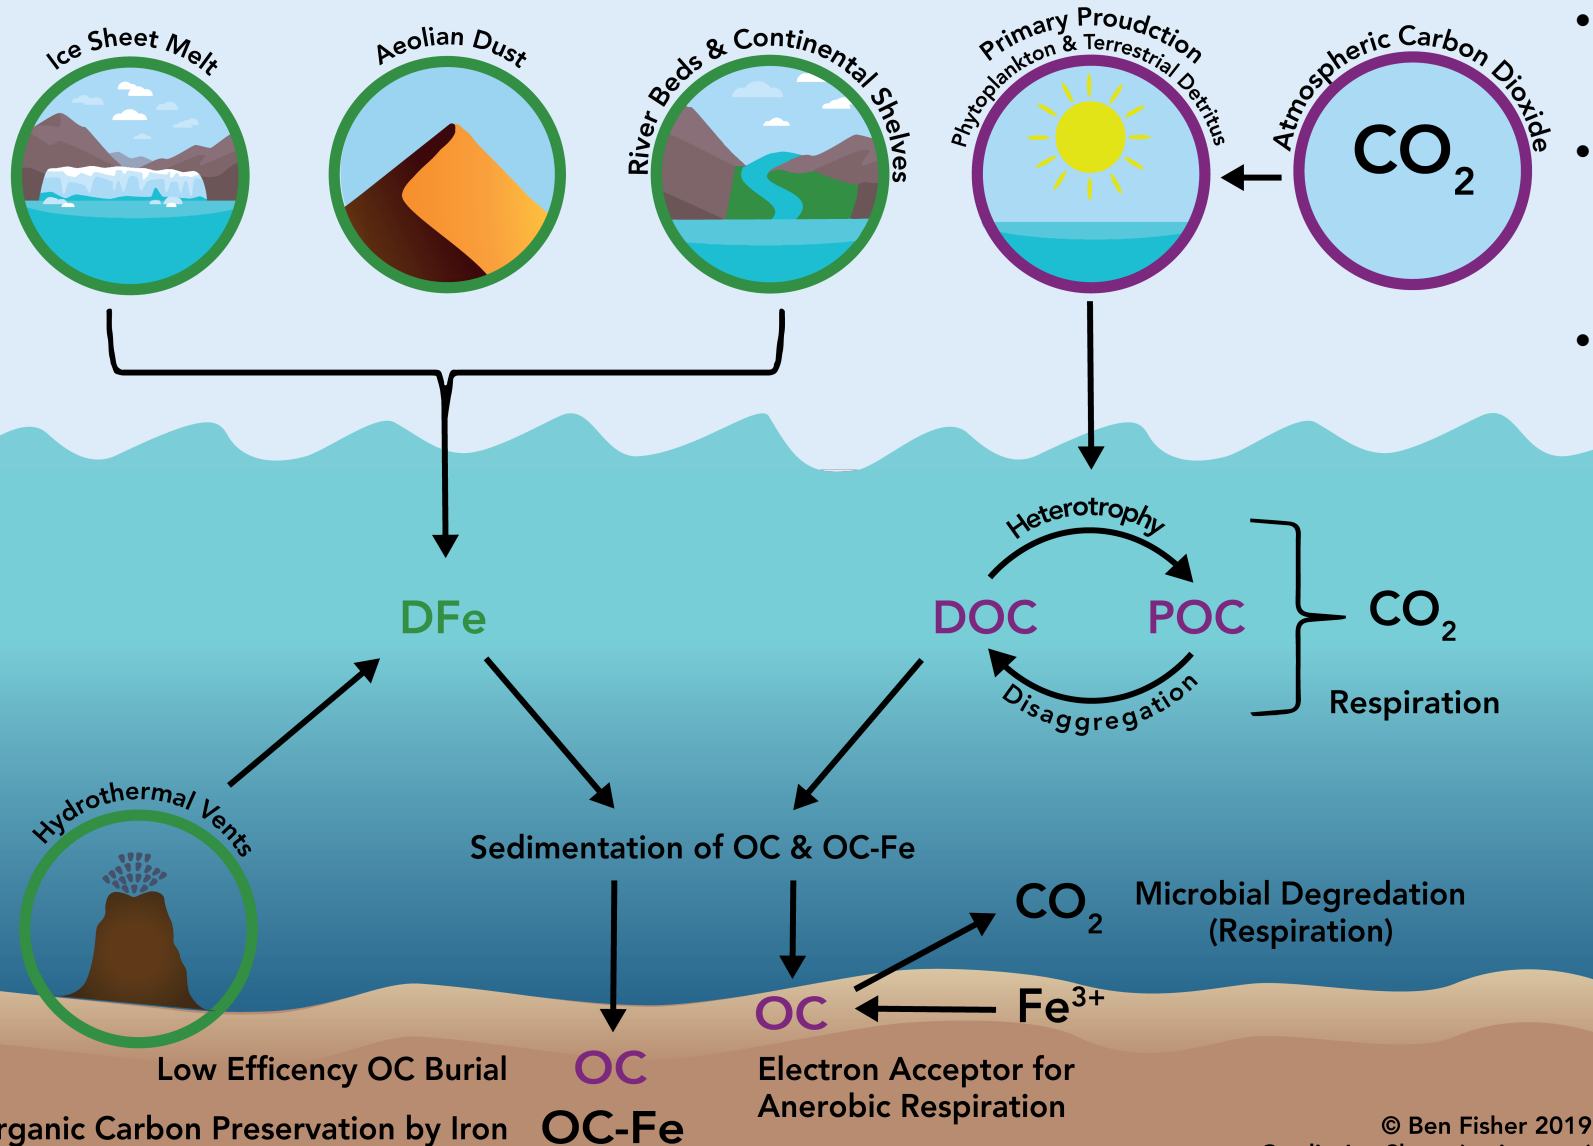 Ice Sheet Melt
Aeolian Dust
River Beds & Continental Shelves
Primary Proudction
Phytoplankton & Terrestrial Detritus
Atmospheric Carbon Dioxide
CO2
Heterotrophy
DFe
DOC
POC
CO2
Disaggregation
Respiration
Hydrothermal Vents
Sedimentation of OC & OC-Fe
CO2
Microbial Degredation
(Respiration)
OC
Fe3+
Low Efficency OC Burial
OC
Electron Acceptor for
Anerobic Respiration
rganic Carbon Preservation by Iron
OC-Fe
© Ben Fisher 2019